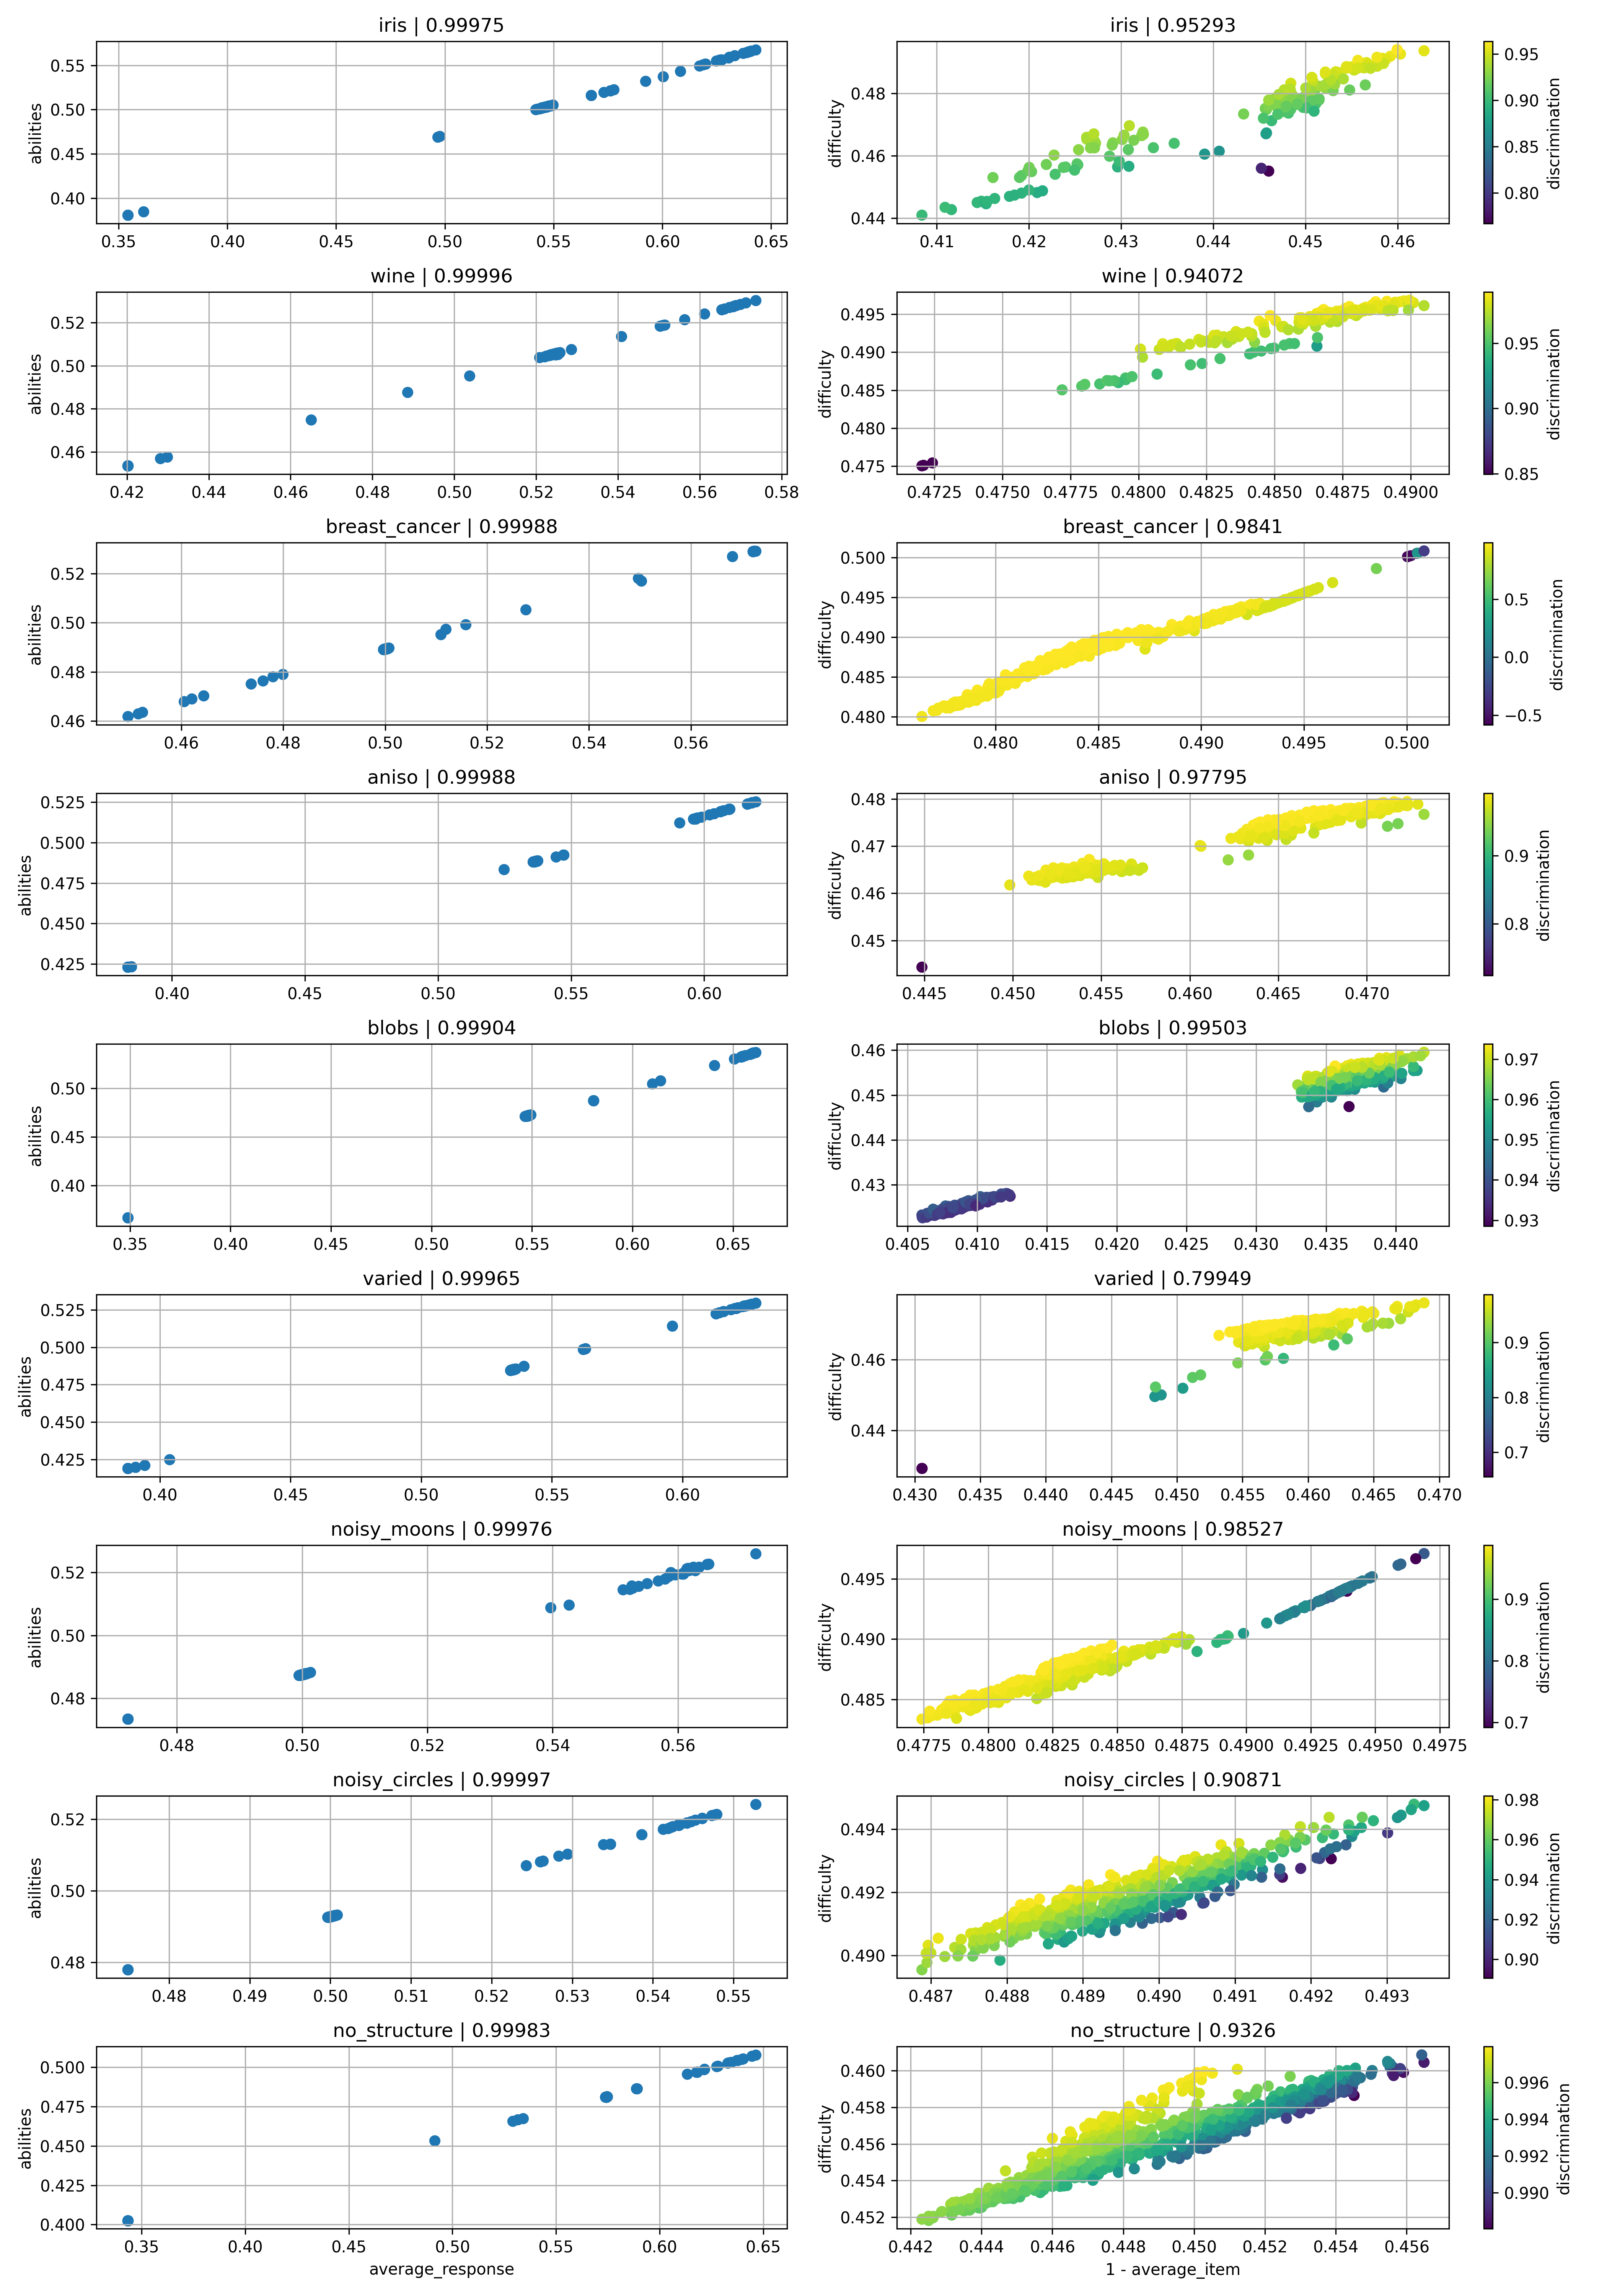 iris | 0.99975
abilities
0.55
0.50
0.45
0.40
0.35 0.40 0.45 0.50 0.55 0.60 0.65
iris | 0.95293
difficulty
0.48
0.46
0.44
0.41 0.42 0.43 0.44 0.45 0.46
0.95
0.90
0.85
0.80
discrimination
wine | 0.99996
abilities
0.52
0.50
0.48
0.46
0.42 0.44 0.46 0.48 0.50 0.52 0.54 0.56 0.58
wine | 0.94072
difficulty
0.495
0.490
0.485
0.480
0.475
0.4725 0.4750 0.4775 0.4800 0.4825 0.4850 0.4875 0.4900
0.95
0.90
0.85
discrimination
breast_cancer | 0.99988
abilities
0.52
0.50
0.48
0.46
0.46 0.48 0.50 0.52 0.54 0.56
breast_cancer | 0.9841
difficulty
0.500
0.495
0.490
0.485
0.480
0.480 0.485 0.490 0.495 0.500
0.5
0.0
−0.5
discrimination
aniso | 0.99988
abilities
0.525
0.500
0.475
0.450
0.425
0.40 0.45 0.50 0.55 0.60
aniso | 0.97795
difficulty
0.48
0.47
0.46
0.45
0.445 0.450 0.455 0.460 0.465 0.470
0.9
0.8
discrimination
blobs | 0.99904
abilities
0.50
0.45
0.40
0.35 0.40 0.45 0.50 0.55 0.60 0.65
blobs | 0.99503
difficulty
0.46
0.45
0.44
0.43
0.405 0.410 0.415 0.420 0.425 0.430 0.435 0.440
0.97
0.96
0.95
0.94
0.93
discrimination
varied | 0.99965
abilities
0.525
0.500
0.475
0.450
0.425
0.40 0.45 0.50 0.55 0.60
varied | 0.79949
difficulty
0.46
0.44
0.430 0.435 0.440 0.445 0.450 0.455 0.460 0.465 0.470
0.9
0.8
0.7
discrimination
noisy_moons | 0.99976
abilities
0.52
0.50
0.48
0.48 0.50 0.52 0.54 0.56
noisy_moons | 0.98527
difficulty
0.495
0.490
0.485
0.4775 0.4800 0.4825 0.4850 0.4875 0.4900 0.4925 0.4950 0.4975
0.9
0.8
0.7
discrimination
noisy_circles | 0.99997
abilities
0.52
0.50
0.48
0.48 0.49 0.50 0.51 0.52 0.53 0.54 0.55
noisy_circles | 0.90871
difficulty
0.494
0.492
0.490
0.487 0.488 0.489 0.490 0.491 0.492 0.493
0.98
0.96
0.94
0.92
0.90
discrimination
no_structure | 0.99983
abilities
0.500
0.475
0.450
0.425
0.400
0.35 0.40 0.45 0.50 0.55 0.60 0.65
average_response
no_structure | 0.9326
difficulty
0.460
0.458
0.456
0.454
0.452
0.442 0.444 0.446 0.448 0.450 0.452 0.454 0.456
1 - average_item
0.996
0.994
0.992
0.990
discrimination